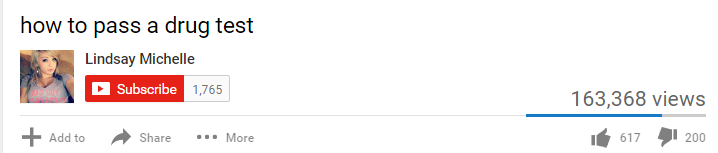 how to pass a drug test
Lindsay Michelle
Subscribe 1,765
163,368 views
Add to Share More 617 200